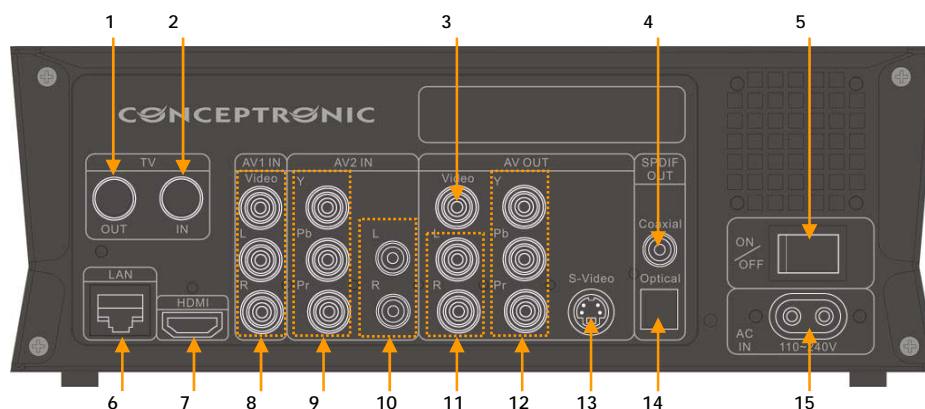 1 2 3 4 5
CONCEPTRONIC
TV
OUT IN
AV1 IN
Video
L
R
AV2 IN
Y
Pb
Pr
L
R
AV OUT
Video
L
R
Y
Pb
Pr
S-Video
SPDIF
OUT
Coaxial
Optical
ON
OFF
LAN
HDMI
AC
IN
110~240V
6 7 8 9 10 11 12 13 14 15